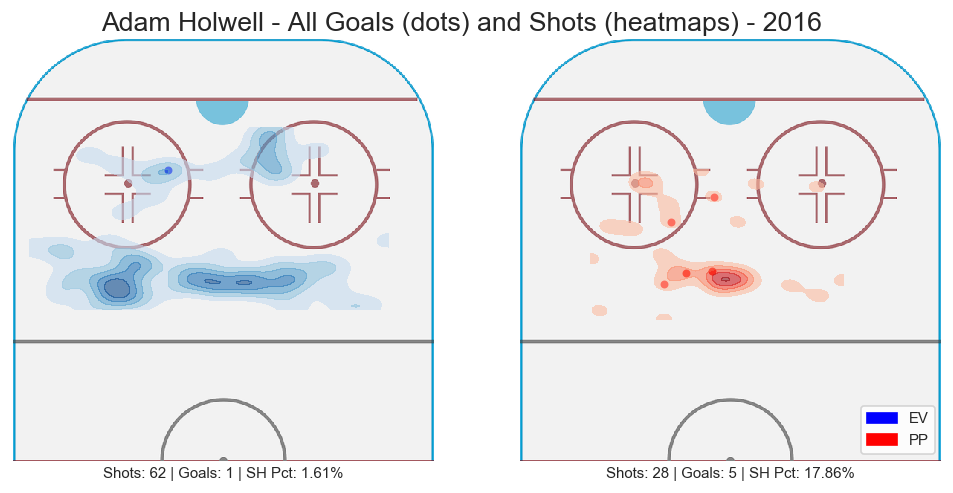 Adam Holwell - All Goals (dots) and Shots (heatmaps) - 2016
EV
PP
Shots: 62 | Goals: 1 | SH Pct: 1.61%
Shots: 28 | Goals: 5 | SH Pct: 17.86%